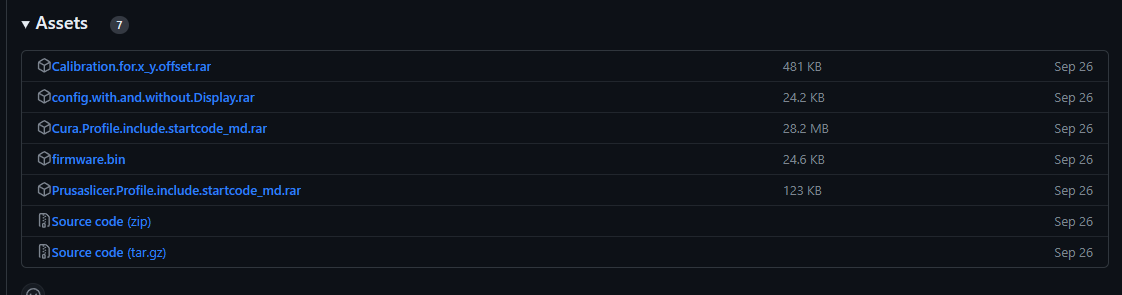 Assets 7
Calibration.for.x_y.offset.rar 481 KB Sep 26
config.with.and.without.Display.rar 24.2 KB Sep 26
Cura.Profile.include.startcode_md.rar 28.2 MB Sep 26
firmware.bin 24.6 KB Sep 26
Prusaslicer.Profile.include.startcode_md.rar 123 KB Sep 26
Source code (zip) Sep 26
Source code (tar.gz) Sep 26